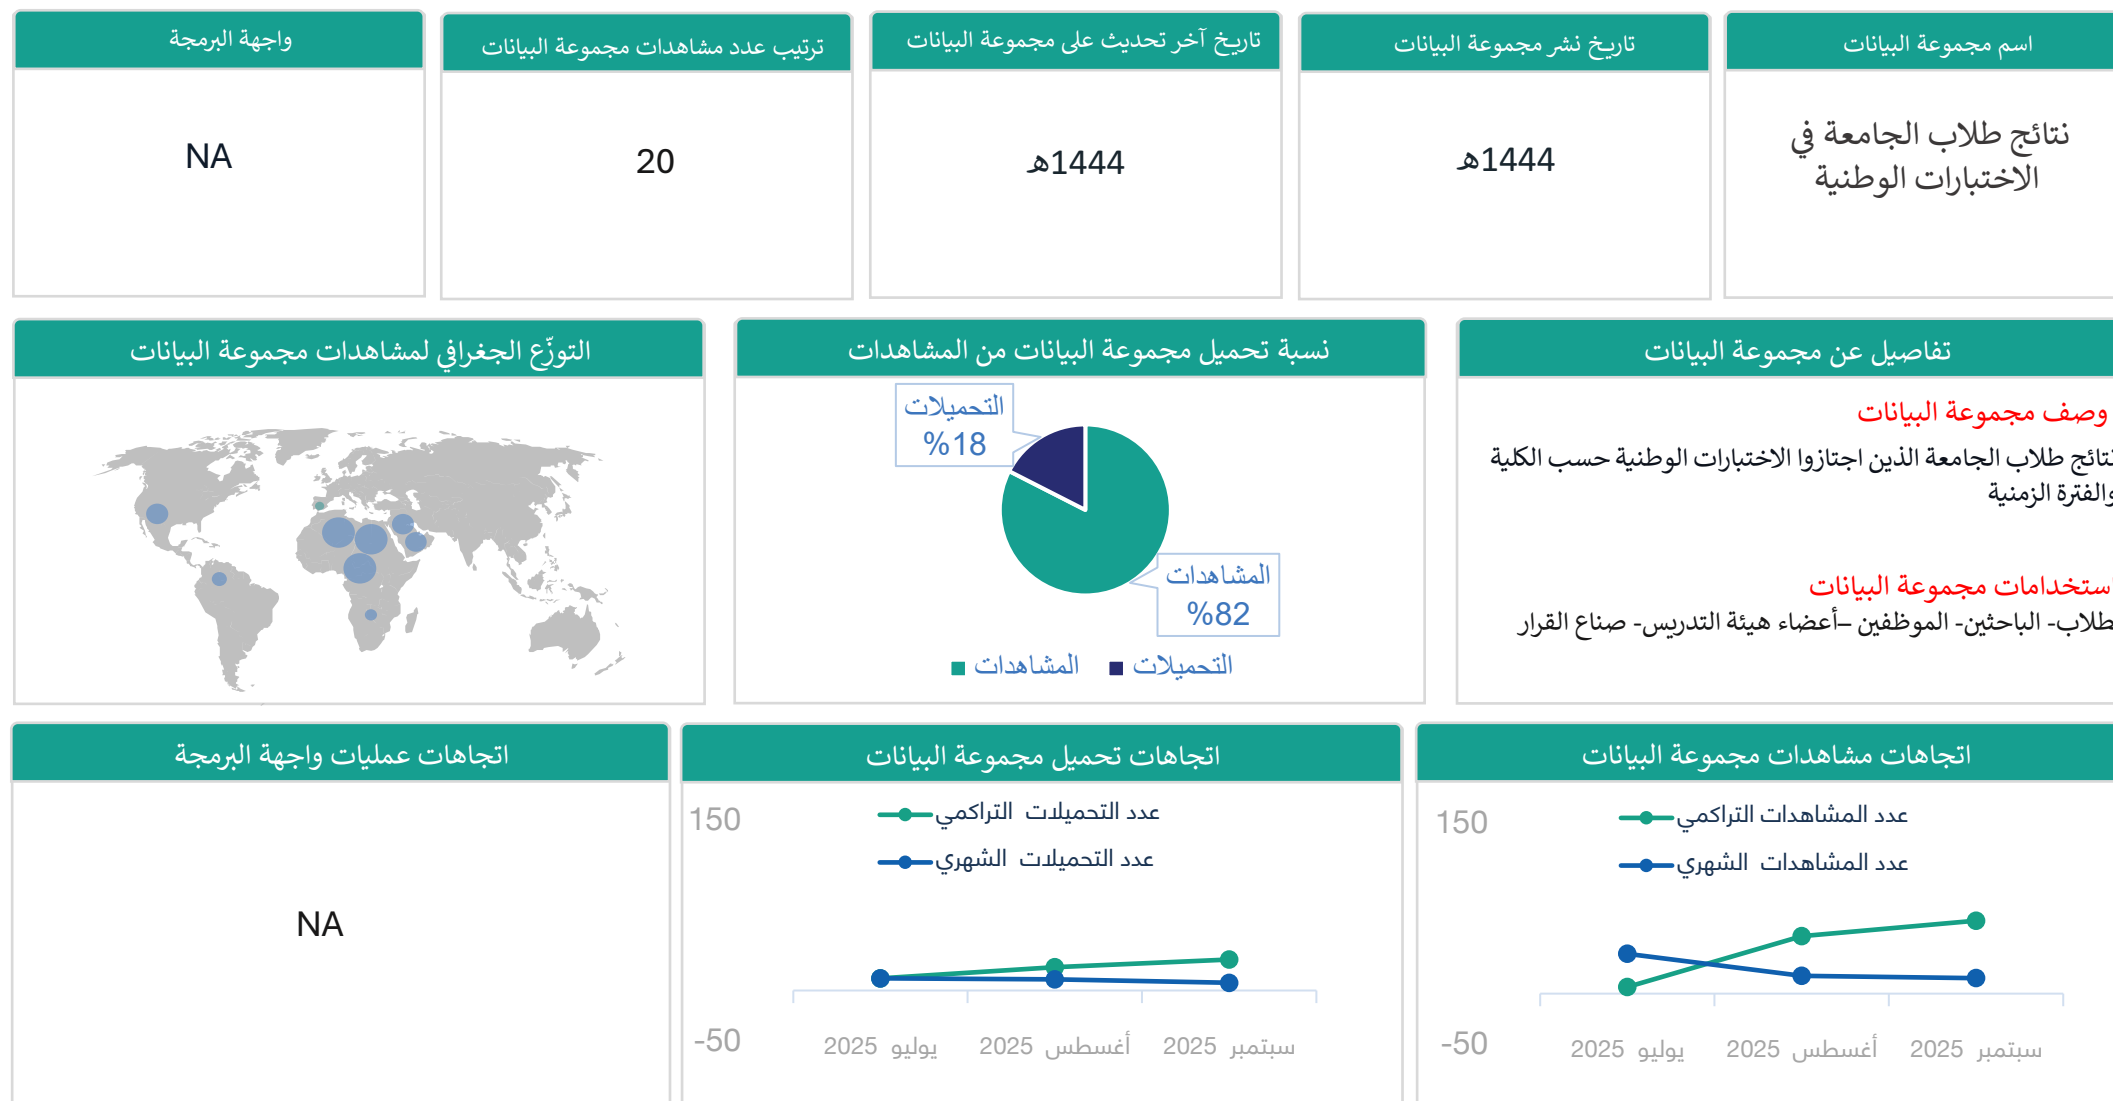 اسم مجموعة البيانات
نتائج طلاب الجامعة في
الاختبارات الوطنية
تاريخ نشر مجموعة البيانات
1444هـ
تاريخ آخر تحديث على مجموعة البيانات
1444هـ
ترتيب عدد مشاهدات مجموعة البيانات
20
واجهة البرمجة
NA
تفاصيل عن مجموعة البيانات
وصف مجموعة البيانات
نتائج طلاب الجامعة الذين اجتازوا الاختبارات الوطنية حسب الكلية
والفترة الزمنية
استخدامات مجموعة البيانات
طلاب- الباحثين- الموظفين –أعضاء هيئة التدريس- صناع القرار
نسبة تحميل مجموعة البيانات من المشاهدات
التحميلات
%18
المشاهدات
%82
المشاهدات
التحميلات
التوزّع الجغرافي لمشاهدات مجموعة البيانات
اتجاهات مشاهدات مجموعة البيانات
عدد المشاهدات التراكمي
عدد المشاهدات الشهري
150
-50
يوليو 2025
أغسطس 2025
سبتمبر 2025
اتجاهات تحميل مجموعة البيانات
عدد التحميلات التراكمي
عدد التحميلات الشهري
150
-50
يوليو 2025
أغسطس 2025
سبتمبر 2025
اتجاهات عمليات واجهة البرمجة
NA